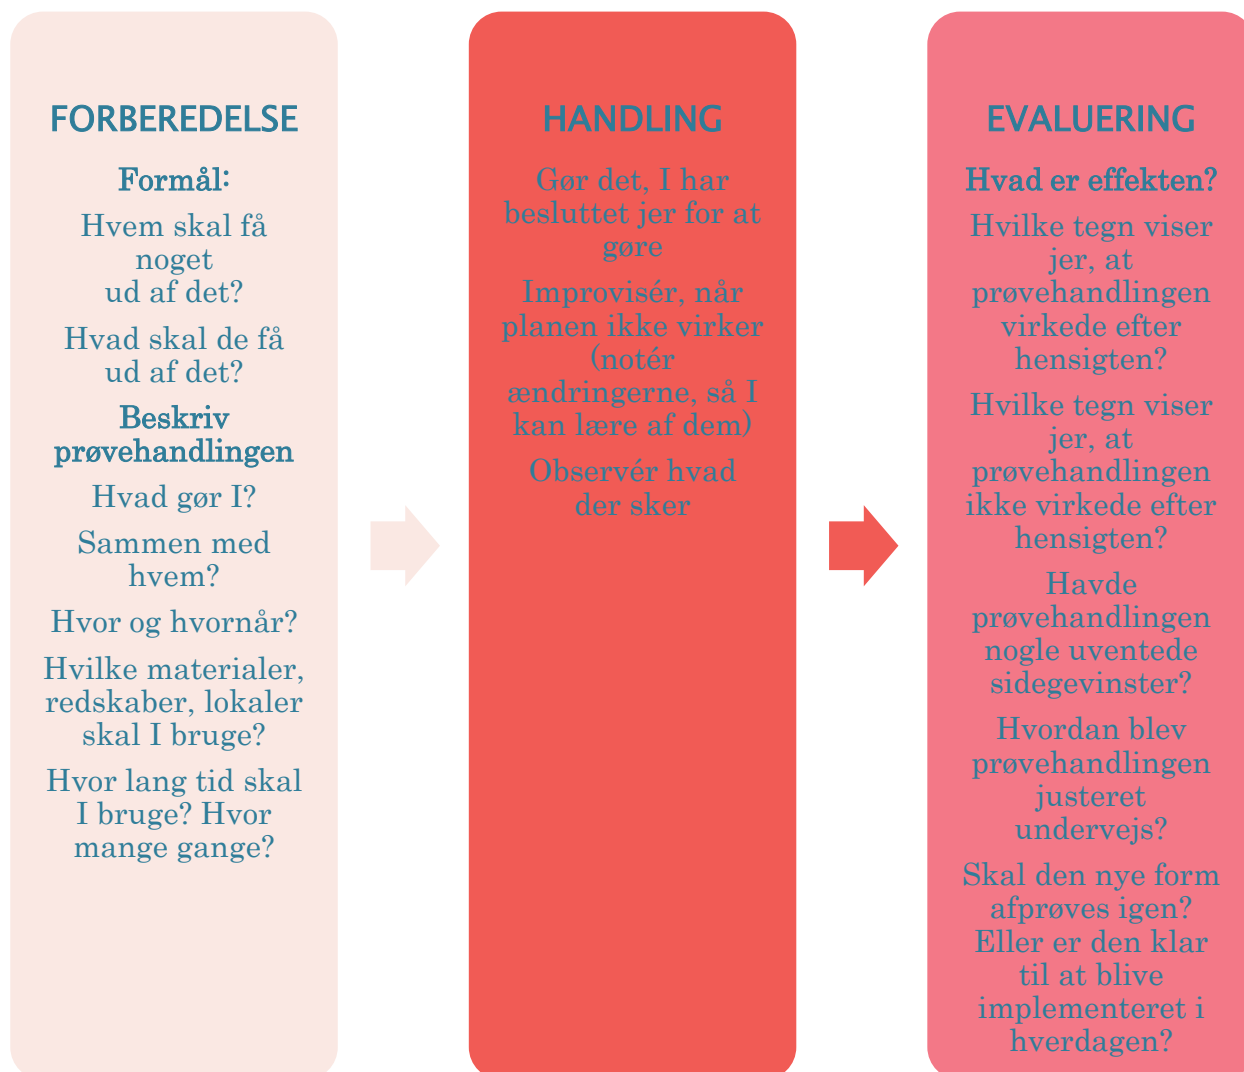 FORBEREDELSE
Formål:
Hvem skal få
noget
ud af det?
Hvad skal de få
ud af det?
Beskriv
prøvehandlingen
Hvad gør I?
Sammen med
hvem?
Hvor og hvornår?
Hvilke materialer,
redskaber, lokaler
skal I bruge?
Hvor lang tid skal
I bruge? Hvor
mange gange?
HANDLING
Gør det, I har
besluttet jer for at
gøre
Improvisér, når
planen ikke virker
(notér
ændringerne, så I
kan lære af dem)
Observér hvad
der sker
EVALUERING
Hvad er effekten?
Hvilke tegn viser
jer, at
prøvehandlingen
virkede efter
hensigten?
Hvilke tegn viser
jer, at
prøvehandlingen
ikke virkede efter
hensigten?
Havde
prøvehandlingen
nogle uventede
sidegevinster?
Hvordan blev
prøvehandlingen
justeret
undervejs?
Skal den nye form
afprøves igen?
Eller er den klar
til at blive
implementeret i
hverdagen?